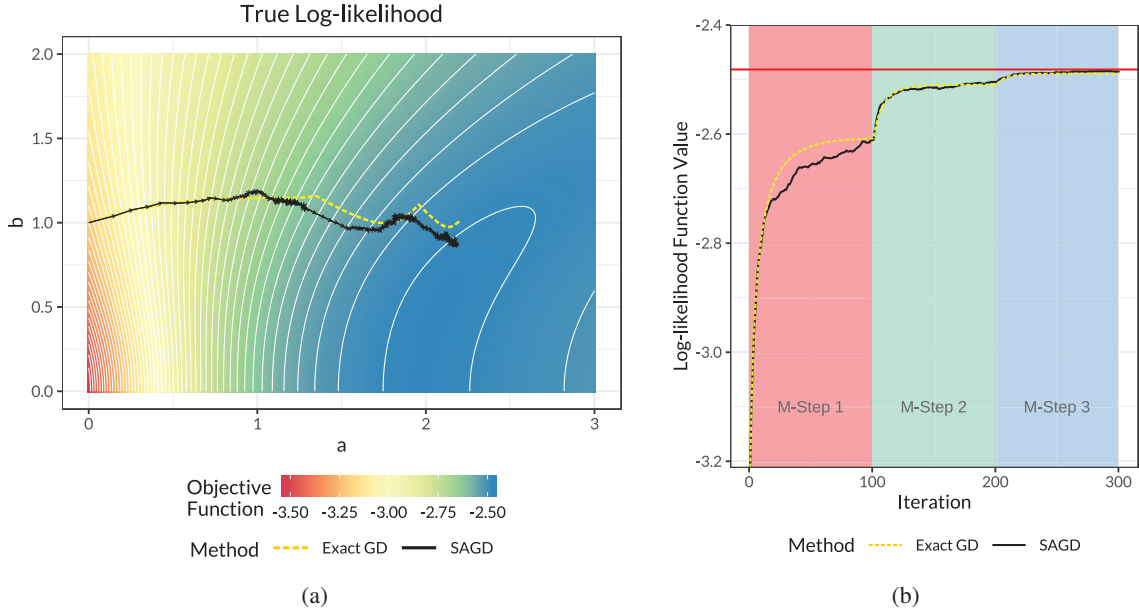 True Log-likelihood
2.0
1.5
1.0
0.5
0.0
b
0 1 2 3
a
Objective
Function
-3.50 -3.25 -3.00 -2.75 -2.50
Method Exact GD SAGD
(a)
-2.4
-2.6
-2.8
-3.0
-3.2
Log-likelihood Function Value
M-Step 1 M-Step 2 M-Step 3
0 100 200 300
Iteration
Method Exact GD SAGD
(b)